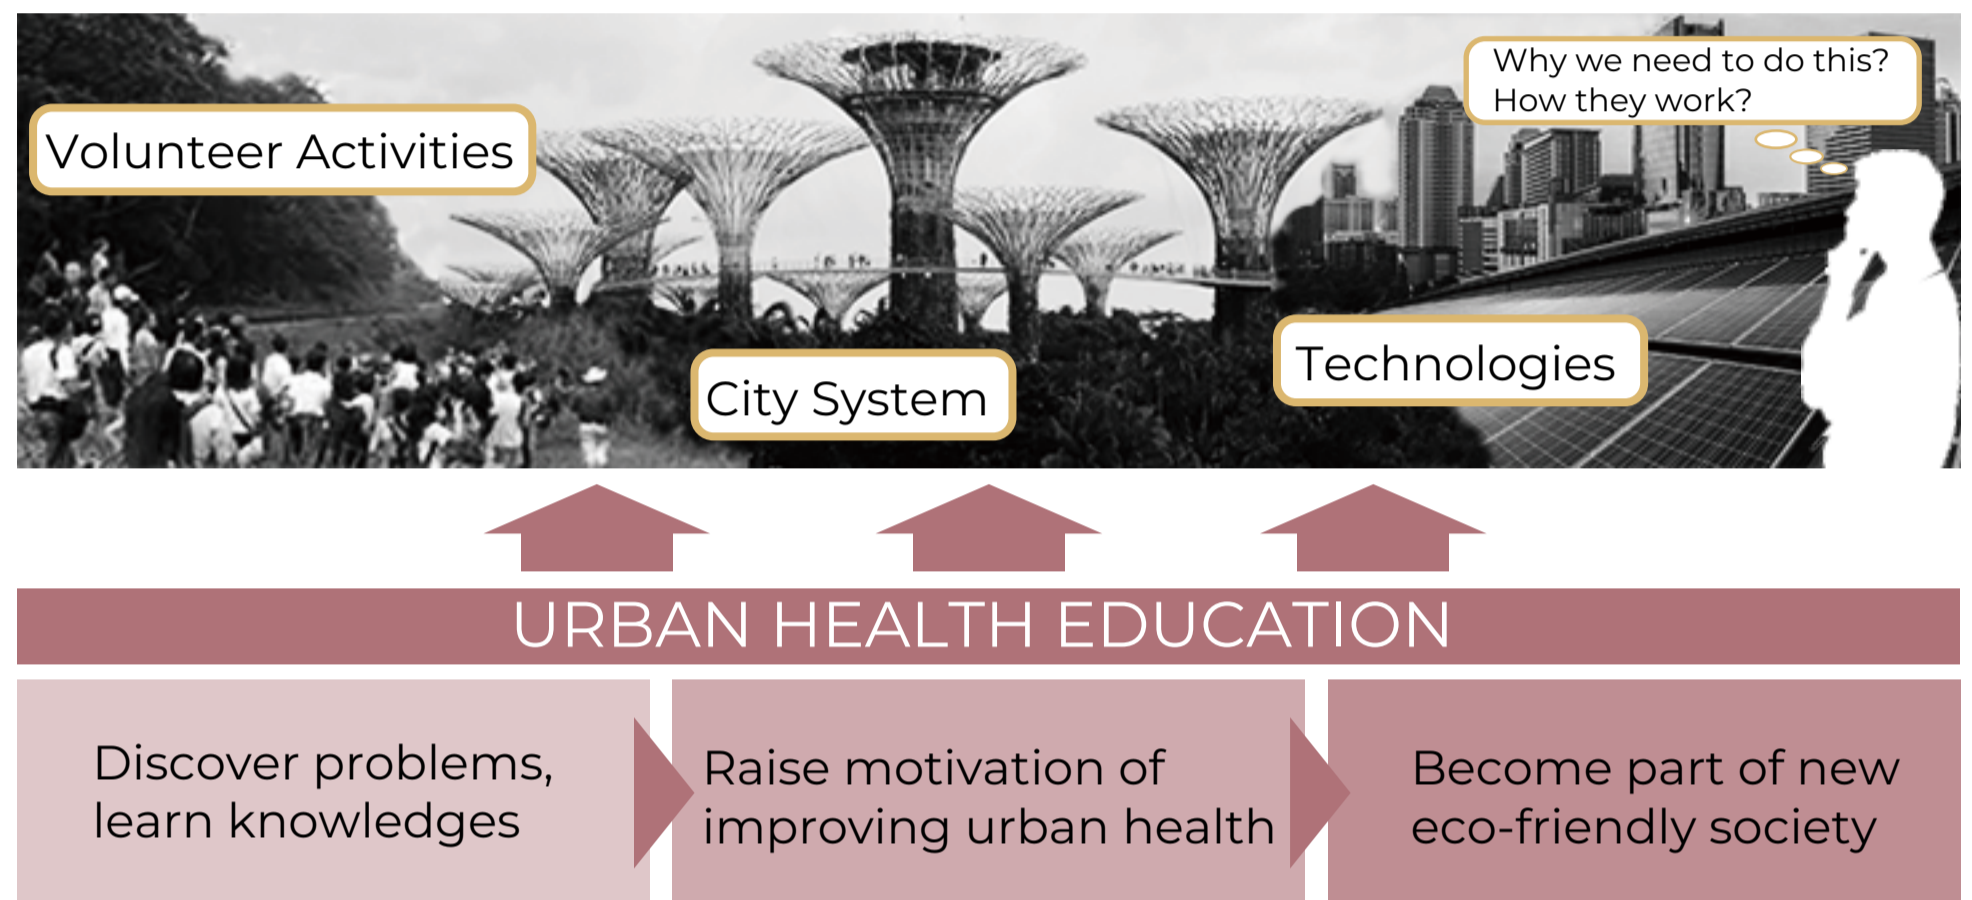 Why we need to do this?
How they work?
Volunteer Activities
City System
Technologies
URBAN HEALTH EDUCATION
Discover problems,
learn knowledges
Raise motivation of
improving urban health
Become part of new
eco-friendly society